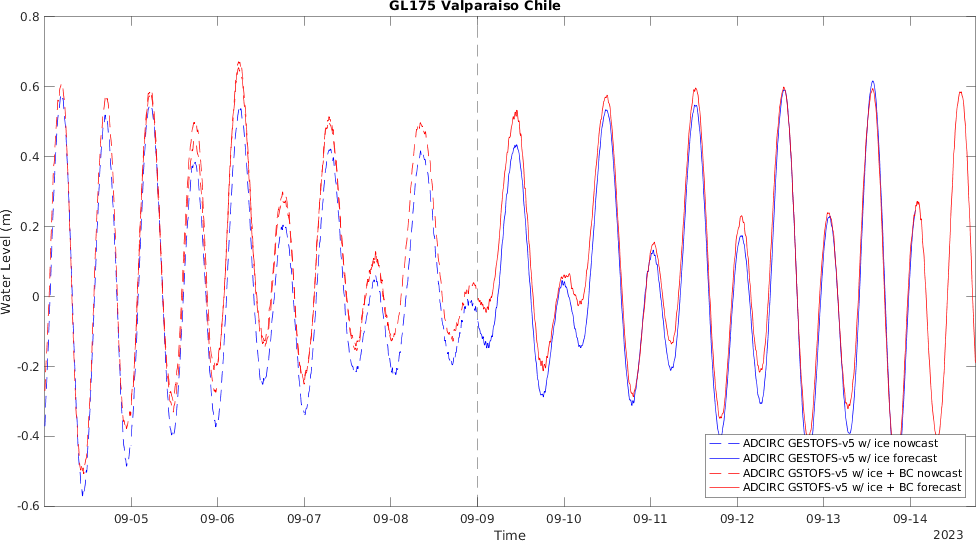 GL175 Valparaiso Chile
0.8
0.6
0.4
0.2
0
-0.2
-0.4
-0.6
Water Level (m)
09-05 09-06 09-07 09-08 09-09 09-10 09-11 09-12 09-13 09-14
Time
2023
ADCIRC GESTOFS-v5 w/ ice nowcast
ADCIRC GESTOFS-v5 w/ ice forecast
ADCIRC GSTOFS-v5 w/ ice + BC nowcast
ADCIRC GSTOFS-v5 w/ ice + BC forecast